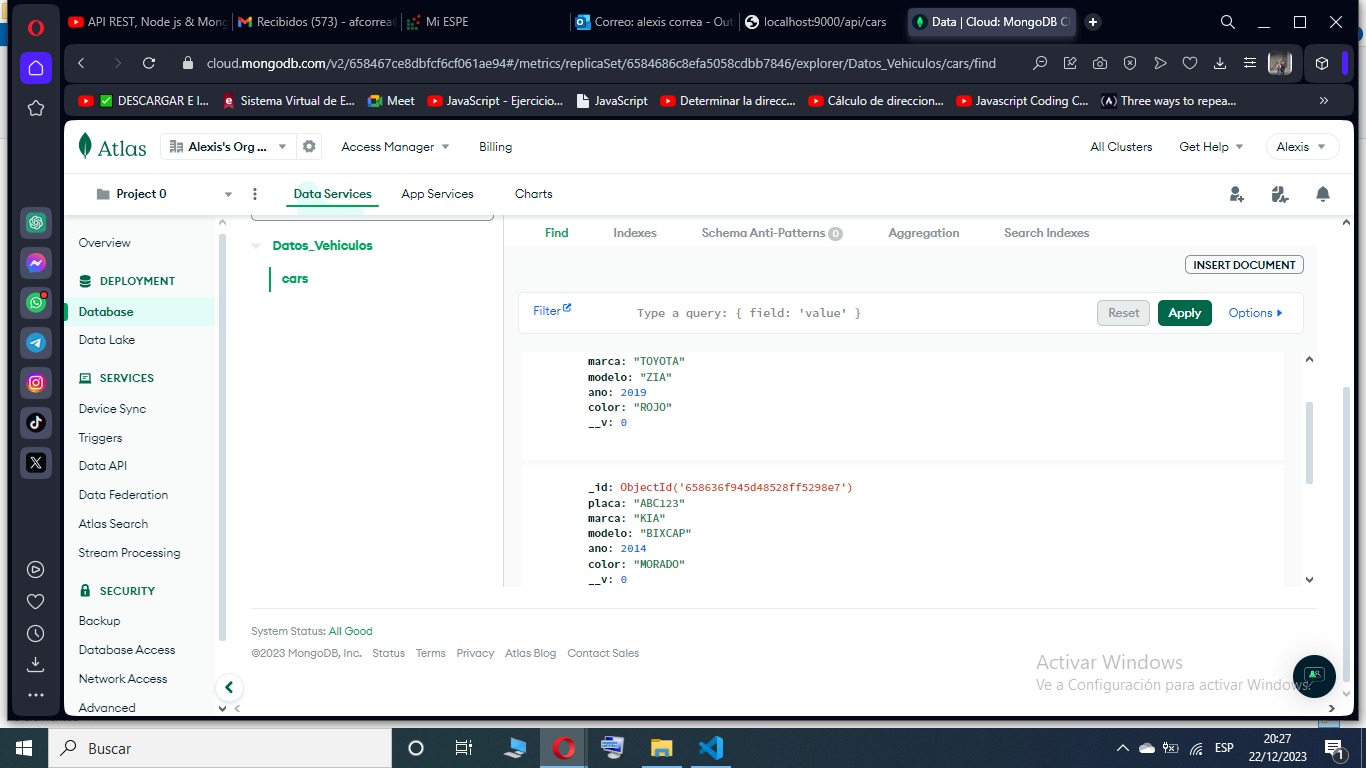 API REST, Node js & Mong
Recibidos (573) - afcorrea
Mi ESPE
Correo: alexis correa - Out
localhost:9000/api/cars
Data | Cloud: MongoDB Cl
cloud.mongodb.com/v2/658467ce8dbfcf6cf061ae94#/metrics/replicaSet/6584686c8efa5058cdbb7846/explorer/Datos_Vehiculos/cars/find
DESCARGAR E I...
Sistema Virtual de E...
Meet
JavaScript - Ejercicio...
JavaScript
Determinar la direcc...
Cálculo de direccion...
Javascript Coding C...
Three ways to repea...
Atlas
Alexis's Org ...
Access Manager
Billing
All Clusters
Get Help
Alexis
Project 0
Data Services
App Services
Charts
Overview
DEPLOYMENT
Database
Data Lake
SERVICES
Device Sync
Triggers
Data API
Data Federation
Atlas Search
Stream Processing
SECURITY
Backup
Database Access
Network Access
Advanced
Datos_Vehiculos
cars
Find
Indexes
Schema Anti-Patterns 0
Aggregation
Search Indexes
INSERT DOCUMENT
Filter
Type a query: { field: 'value' }
Reset
Apply
Options
marca: "TOYOTA"
modelo: "ZIA"
ano: 2019
color: "ROJO"
__v: 0
_id: ObjectId('658636f945d48528ff5298e7')
placa: "ABC123"
marca: "KIA"
modelo: "BIXCAP"
ano: 2014
color: "MORADO"
__v: 0
System Status: All Good
©2023 MongoDB, Inc. Status Terms Privacy Atlas Blog Contact Sales
Activar Windows
Ve a Configuración para activar Windows.
Buscar
ESP
20:27
22/12/2023
1